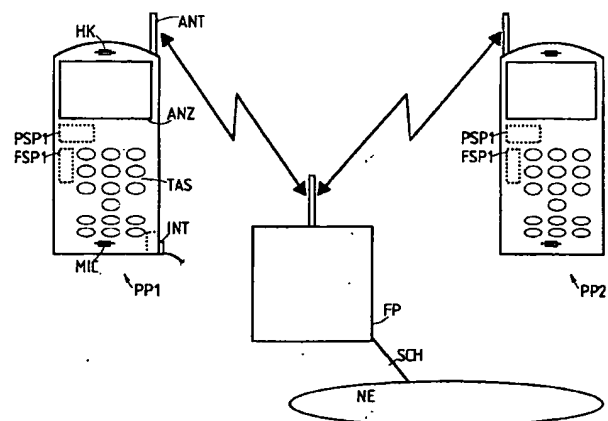 HK
ANT
ANZ
PSP1
FSP1
TAS
INT
MIC
PP1
PSP1
FSP1
PP2
FP
SCH
NE